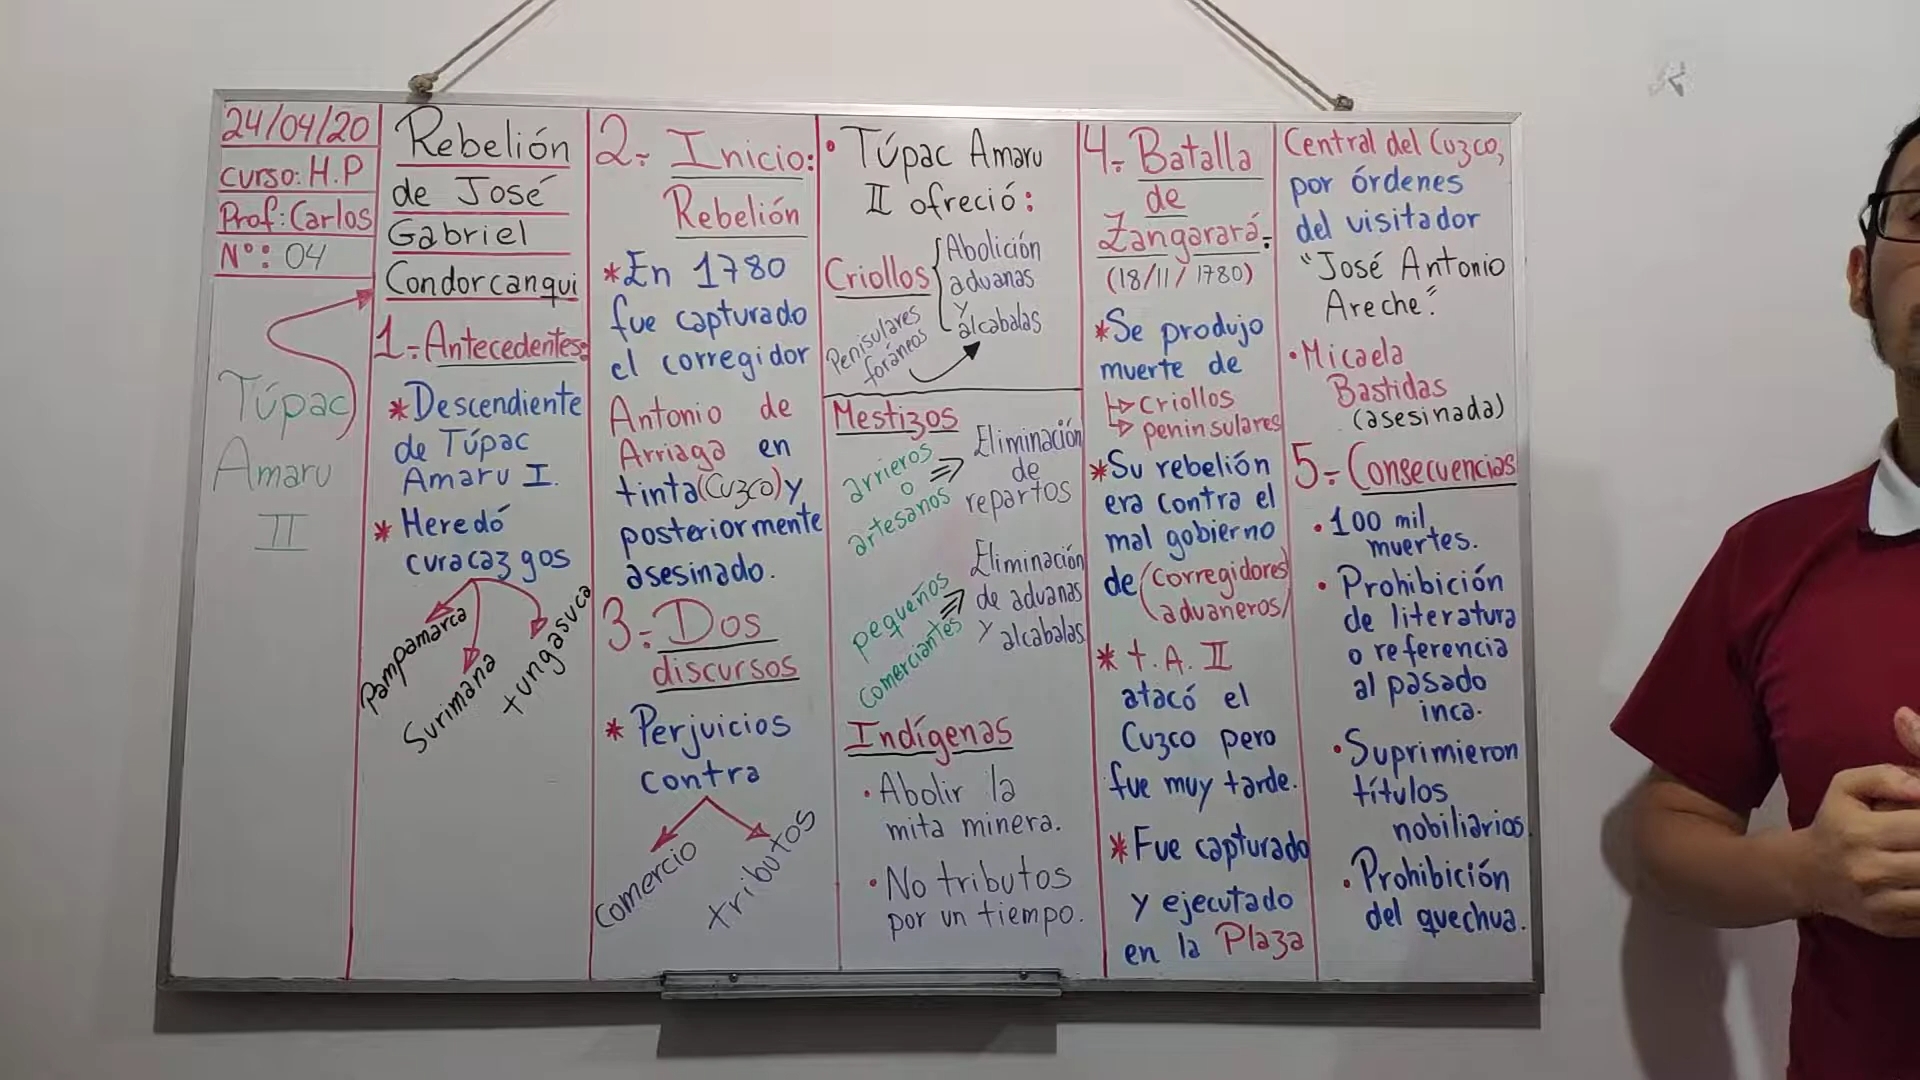 24/04/20
curso: H.P
Prof: Carlos
N°: 04
Túpac
Amaru
II
Rebelión
de José
Gabriel
Condorcanqui
1.- Antecedentes:
*Descendiente
de Túpac
Amaru I.
* Heredó
curacazgos
Pampamarca
Surimana
tungasuca
2.- Inicio:
Rebelión
*En 1780
fue capturado
el corregidor
Antonio de
Arriaga en
tinta (Cuzco) y
posteriormente
asesinado.
3.- Dos
discursos
* Perjuicios
contra
comercio
tributos
• Túpac Amaru
II ofreció:
Criollos
Abolición
aduanas
y
alcabalas
Penisulares
foráneos
Mestizos
arrieros
o
artesanos
Eliminación
de
repartos
pequeños
comerciantes
Eliminación
de aduanas
y alcabalas
Indígenas
• Abolir la
mita minera.
• No tributos
por un tiempo.
4.- Batalla
de
Zangarará:
(18/11/1780)
*Se produjo
muerte de
criollos
peninsulares
*Su rebelión
era contra el
mal gobierno
de (corregidores
aduaneros)
* t.A. II
atacó el
Cuzco pero
fue muy tarde.
*Fue capturado
y ejecutado
en la Plaza
Central del Cuzco,
por órdenes
del visitador
"José Antonio
Areche".
• Micaela
Bastidas
(asesinada)
5.- Consecuencias
• 100 mil
muertes.
• Prohibición
de literatura
o referencia
al pasado
inca.
• Suprimieron
títulos
nobiliarios
• Prohibición
del quechua.